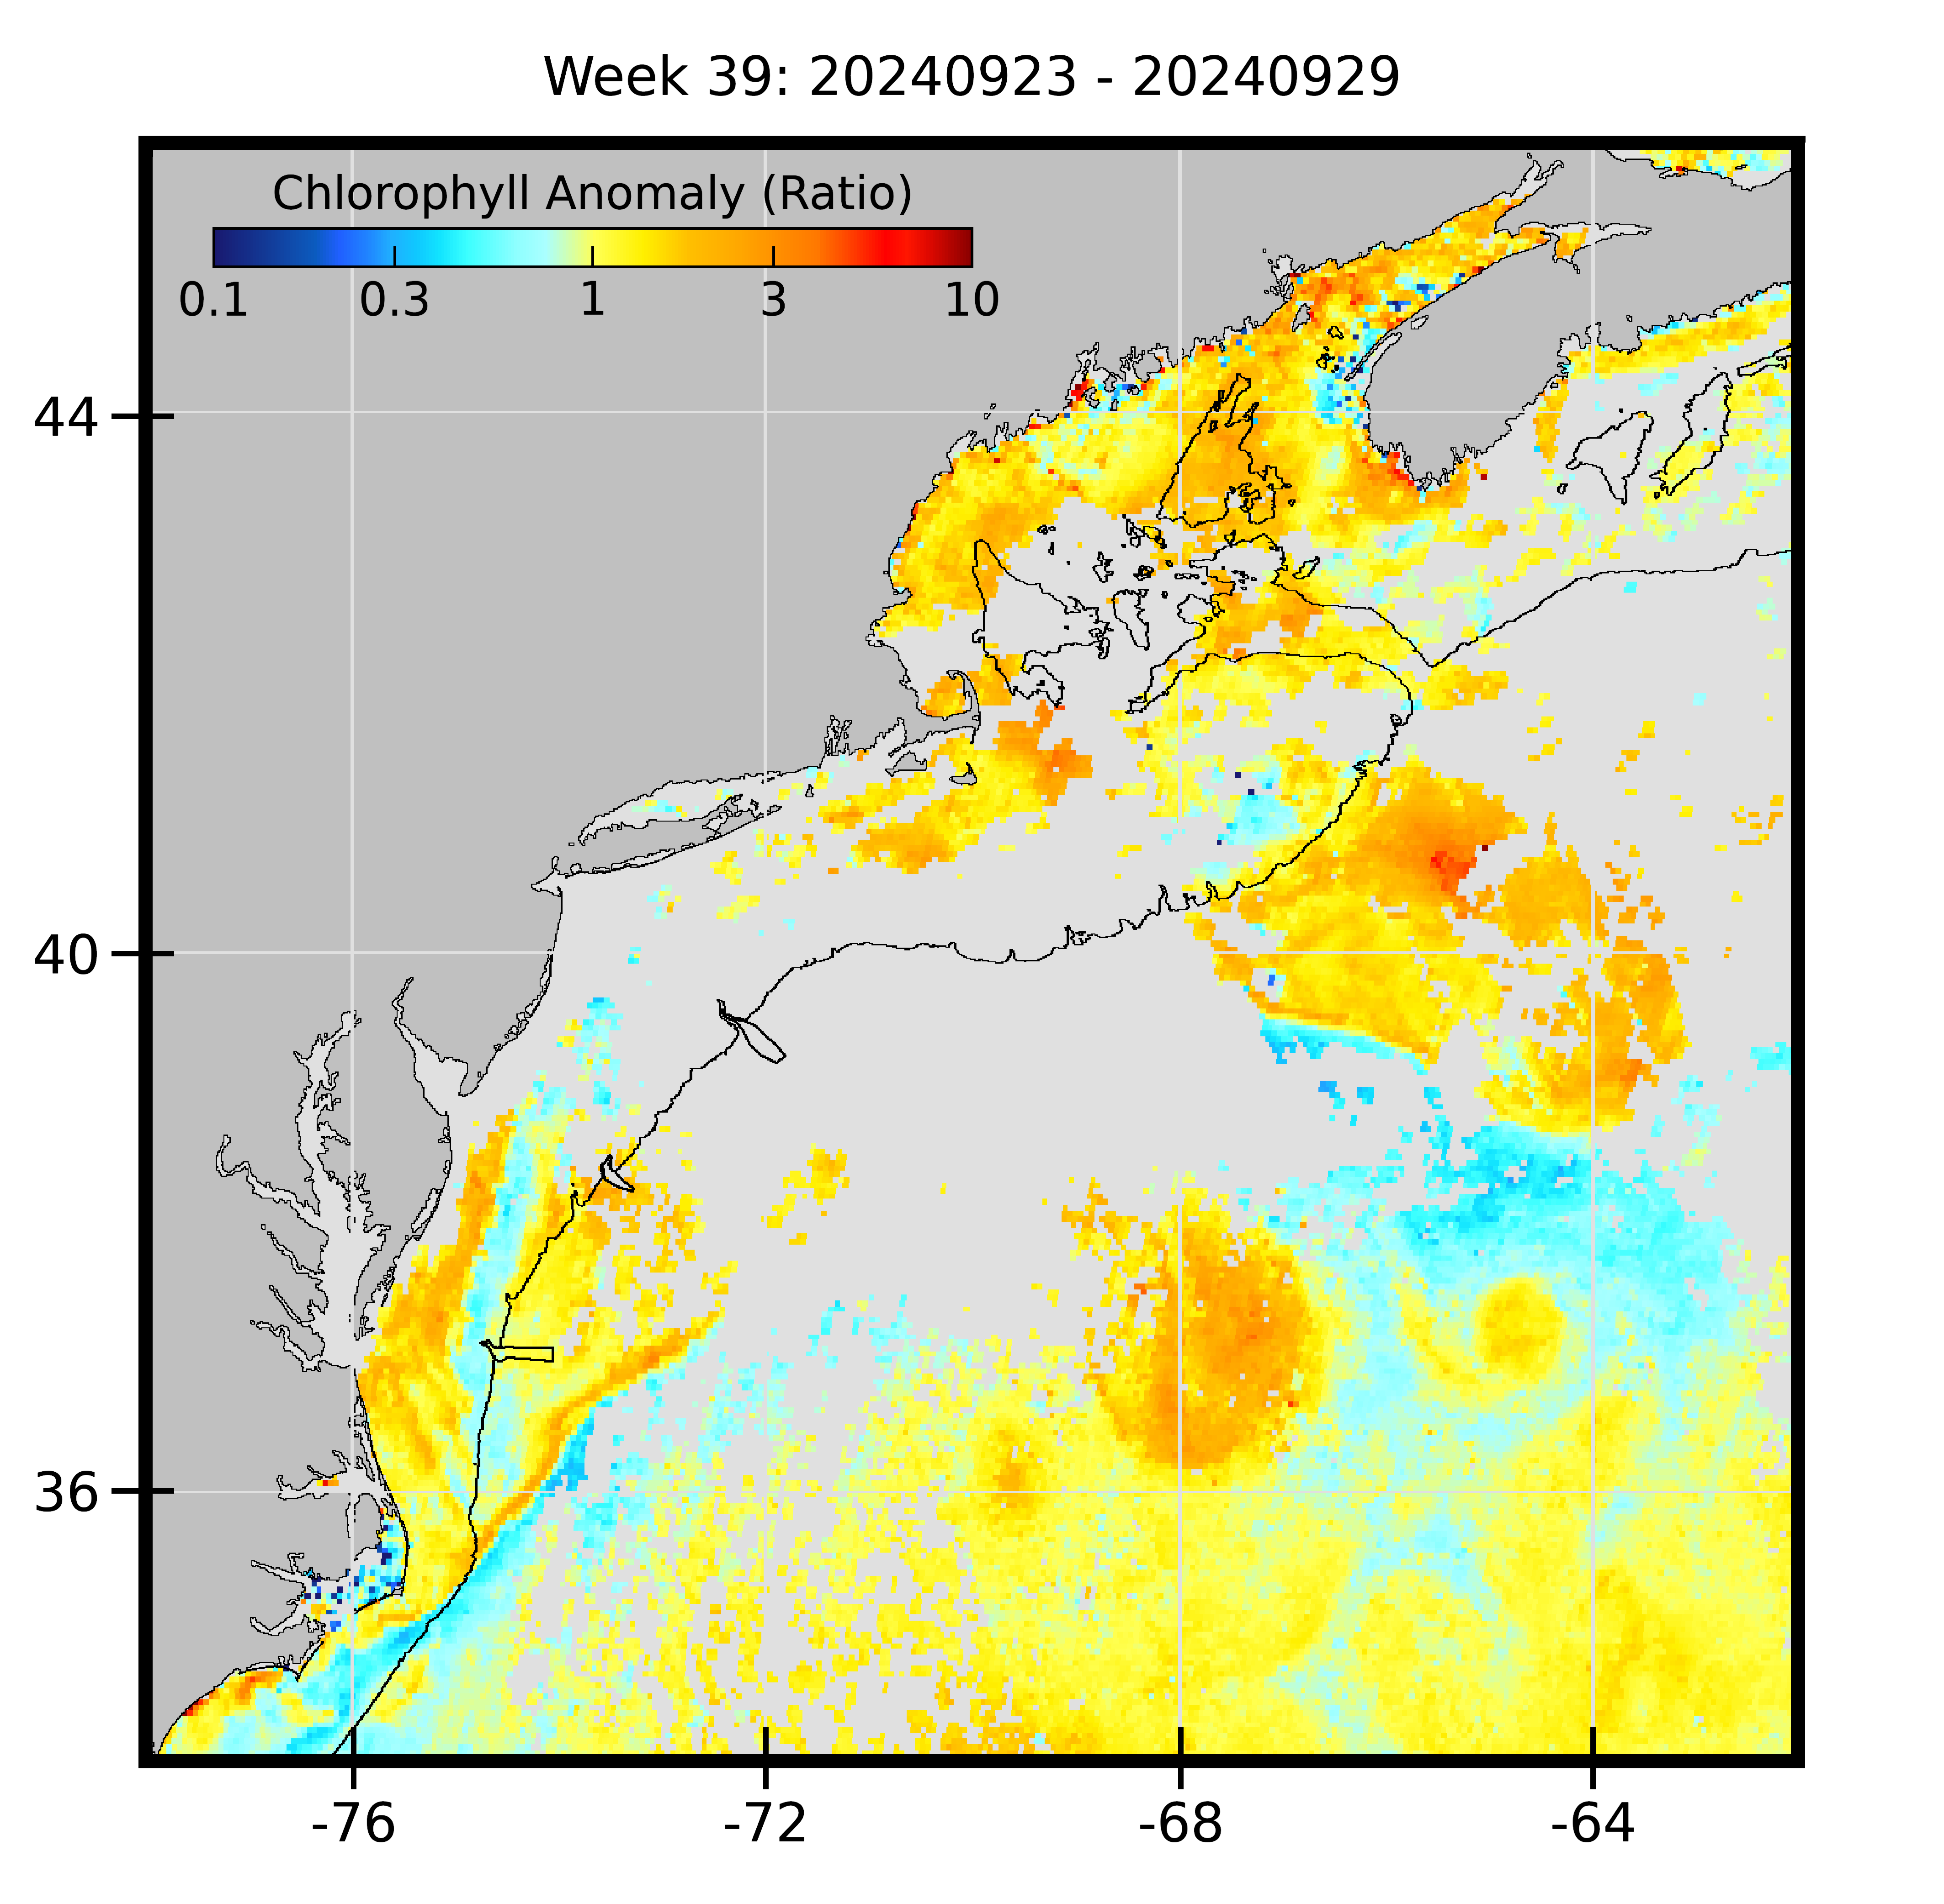 Week 39: 20240923 - 20240929
Chlorophyll Anomaly (Ratio)
0.1 0.3 1 3 10
44
40
36
-76 -72 -68 -64